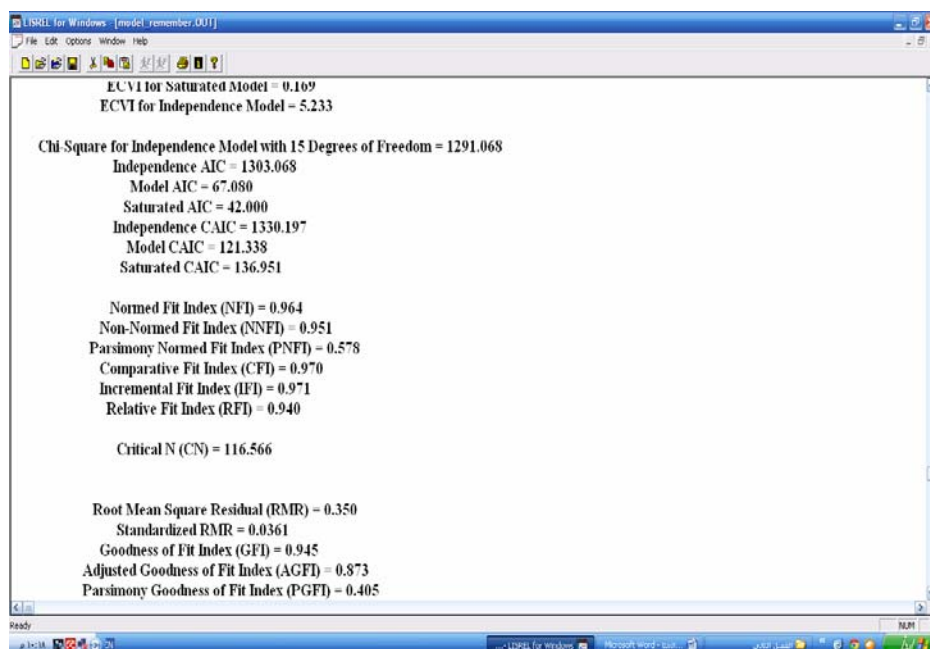 LISREL for Windows - [model_remember.OUT]
File Edit Options Window Help
ECVI for Saturated Model = 0.169
ECVI for Independence Model = 5.233
Chi-Square for Independence Model with 15 Degrees of Freedom = 1291.068
Independence AIC = 1303.068
Model AIC = 67.080
Saturated AIC = 42.000
Independence CAIC = 1330.197
Model CAIC = 121.338
Saturated CAIC = 136.951
Normed Fit Index (NFI) = 0.964
Non-Normed Fit Index (NNFI) = 0.951
Parsimony Normed Fit Index (PNFI) = 0.578
Comparative Fit Index (CFI) = 0.970
Incremental Fit Index (IFI) = 0.971
Relative Fit Index (RFI) = 0.940
Critical N (CN) = 116.566
Root Mean Square Residual (RMR) = 0.350
Standardized RMR = 0.0361
Goodness of Fit Index (GFI) = 0.945
Adjusted Goodness of Fit Index (AGFI) = 0.873
Parsimony Goodness of Fit Index (PGFI) = 0.405
Ready NUM
EN ...- LISREL for Windows Microsoft Word